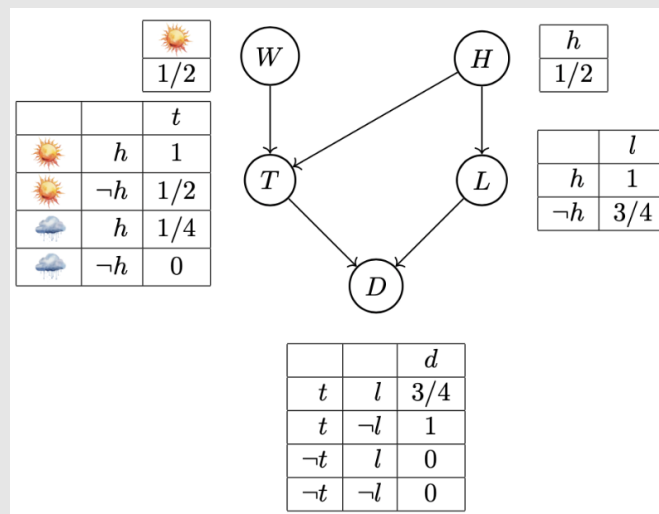 1/2
W
H
h
1/2
t
h 1
¬h 1/2
h 1/4
¬h 0
T
L
l
h 1
¬h 3/4
D
d
t l 3/4
t ¬l 1
¬t l 0
¬t ¬l 0